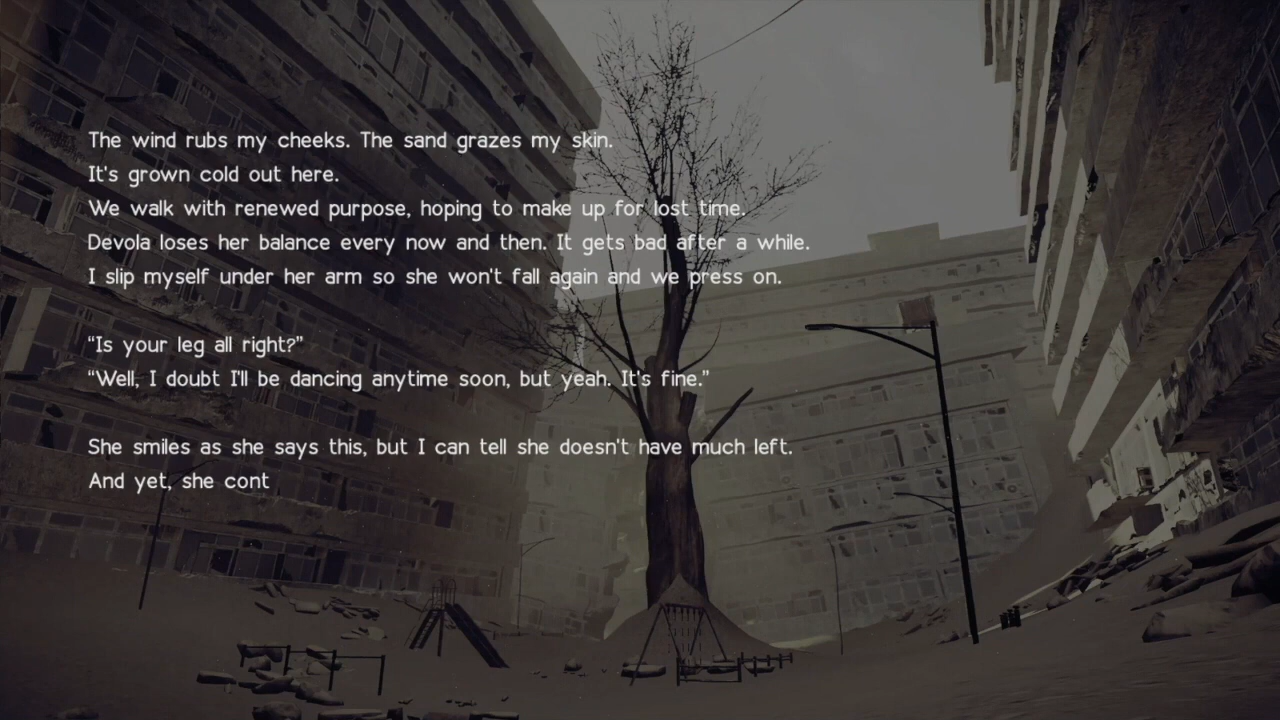 The wind rubs my cheeks. The sand grazes my skin.
It's grown cold out here.
We walk with renewed purpose, hoping to make up for lost time.
Devola loses her balance every now and then. It gets bad after a while.
I slip myself under her arm so she won't fall again and we press on.
“Is your leg all right?”
“Well, I doubt I'll be dancing anytime soon, but yeah. It's fine.”
She smiles as she says this, but I can tell she doesn't have much left.
And yet, she cont